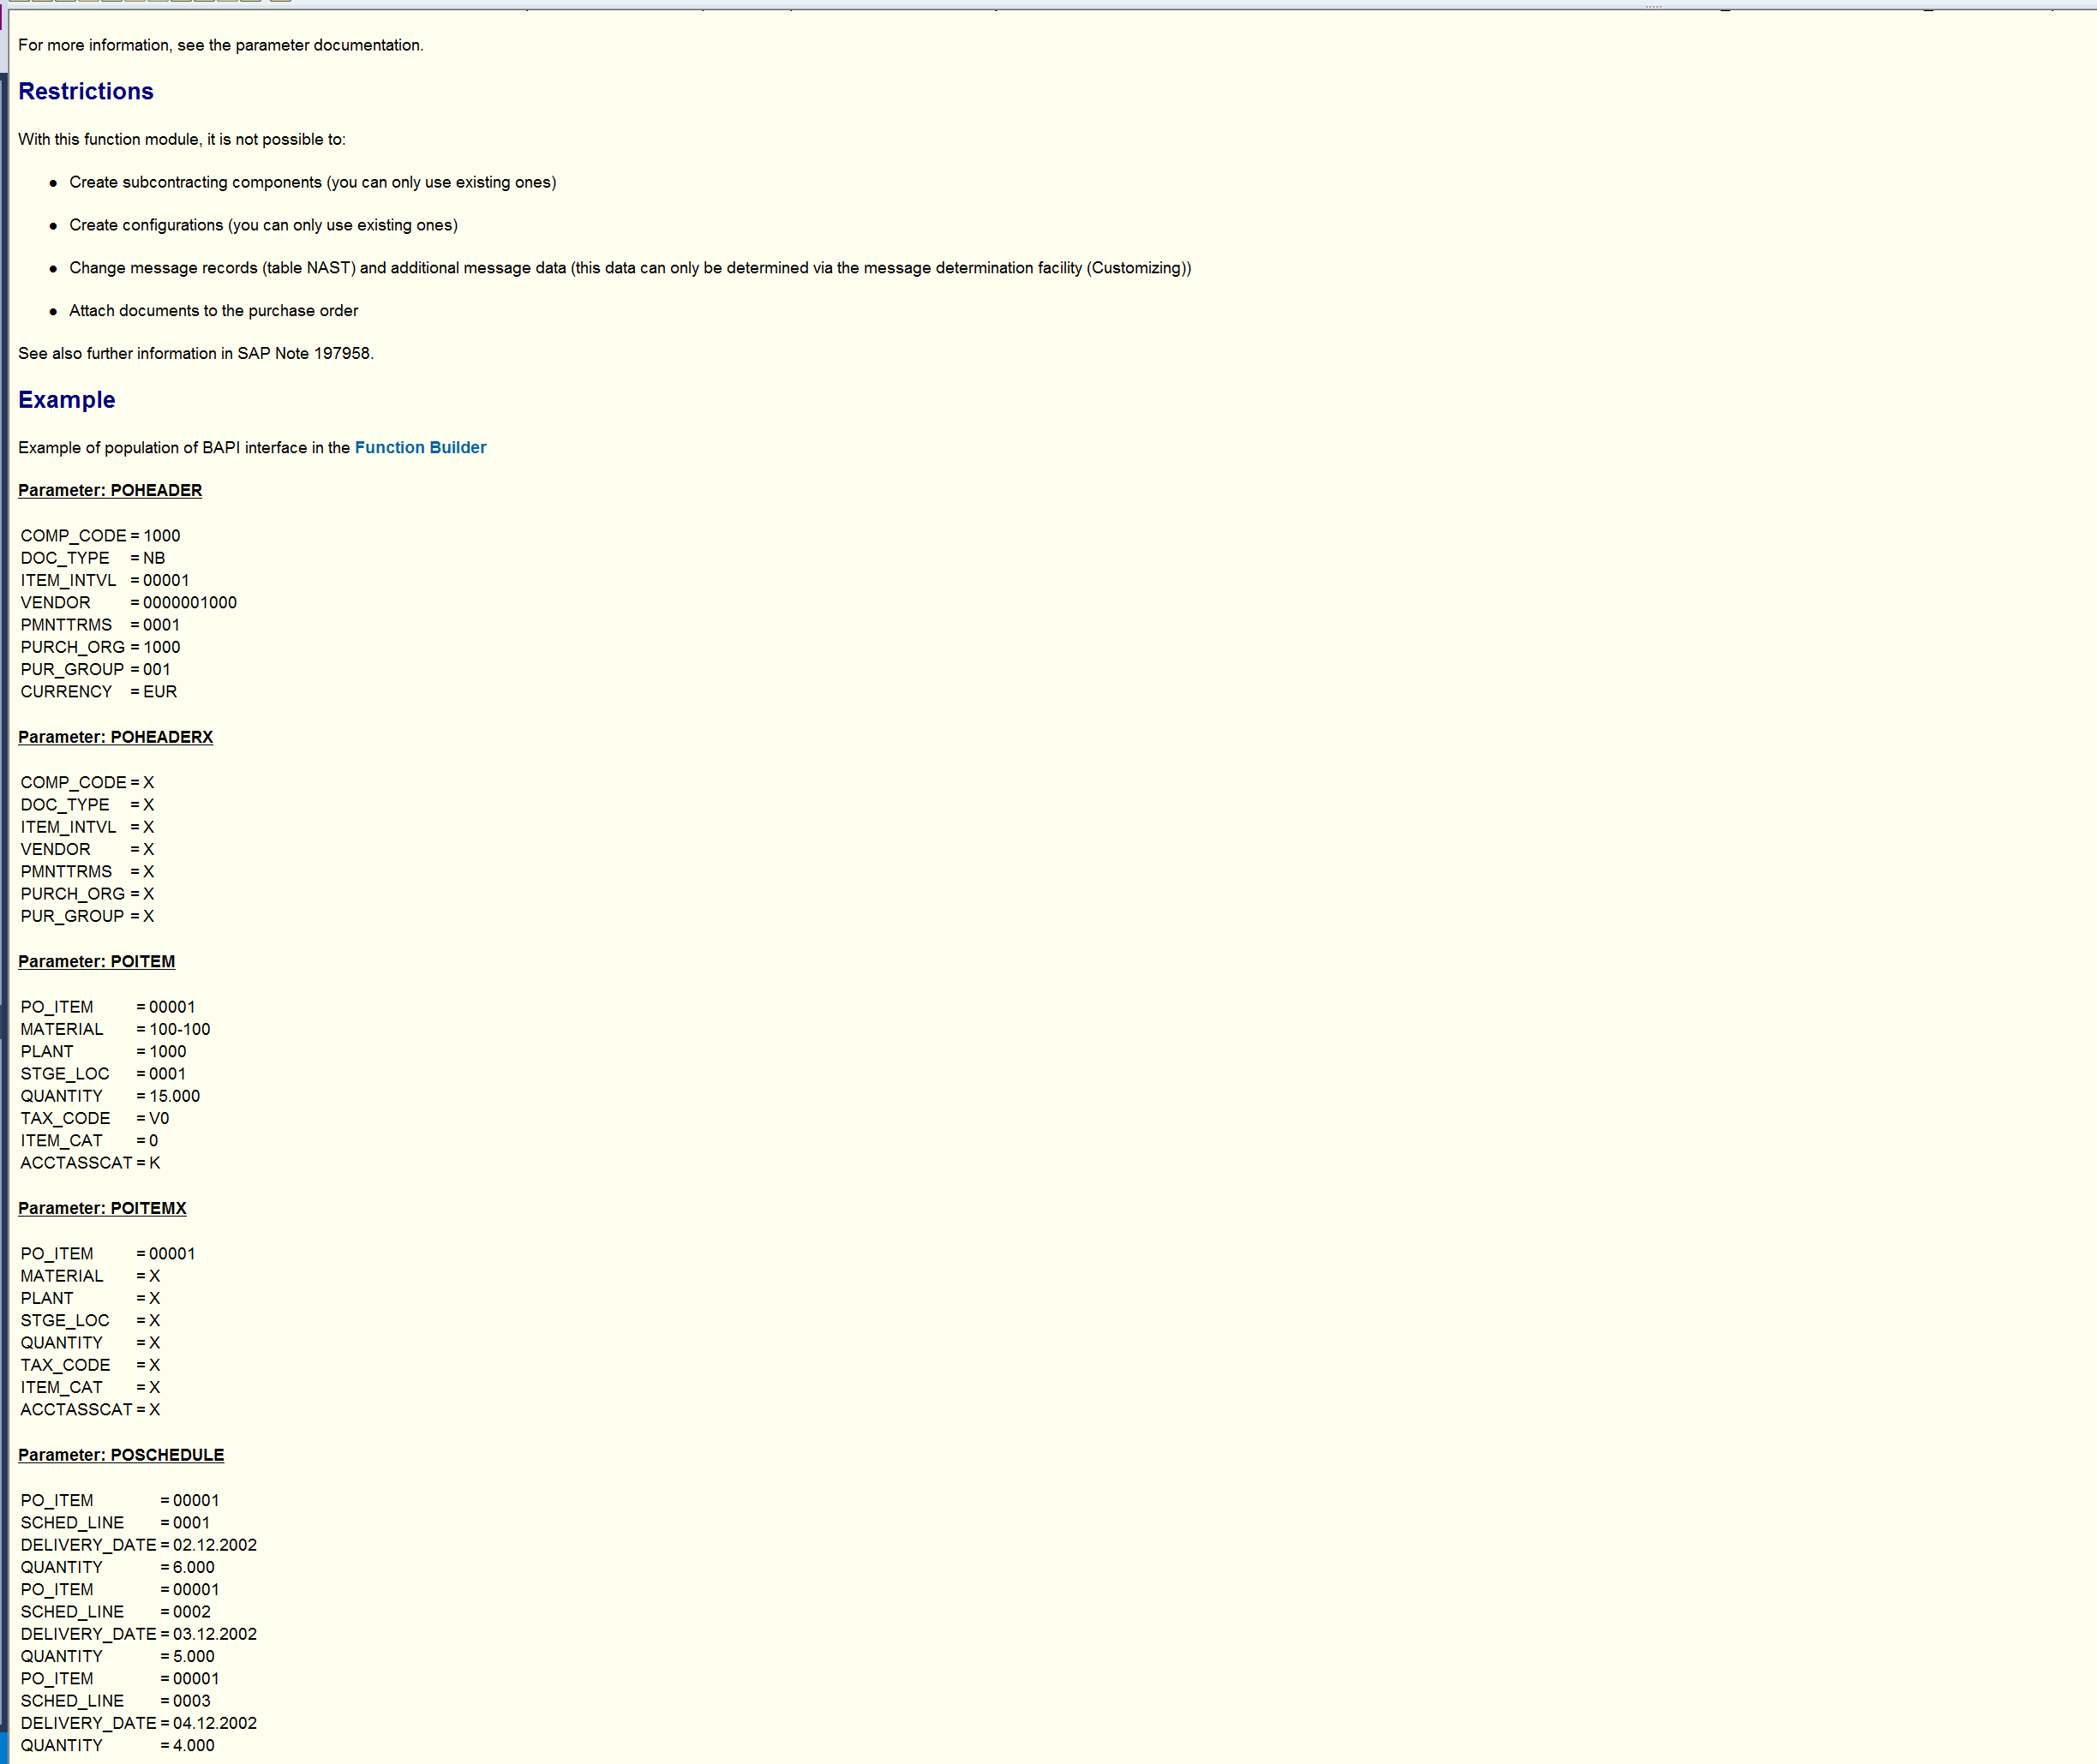 For more information, see the parameter documentation.
Restrictions
With this function module, it is not possible to:
● Create subcontracting components (you can only use existing ones)
● Create configurations (you can only use existing ones)
● Change message records (table NAST) and additional message data (this data can only be determined via the message determination facility (Customizing))
● Attach documents to the purchase order
See also further information in SAP Note 197958.
Example
Example of population of BAPI interface in the Function Builder
Parameter: POHEADER
COMP_CODE = 1000
DOC_TYPE = NB
ITEM_INTVL = 00001
VENDOR = 0000001000
PMNTTRMS = 0001
PURCH_ORG = 1000
PUR_GROUP = 001
CURRENCY = EUR
Parameter: POHEADERX
COMP_CODE = X
DOC_TYPE = X
ITEM_INTVL = X
VENDOR = X
PMNTTRMS = X
PURCH_ORG = X
PUR_GROUP = X
Parameter: POITEM
PO_ITEM = 00001
MATERIAL = 100-100
PLANT = 1000
STGE_LOC = 0001
QUANTITY = 15.000
TAX_CODE = V0
ITEM_CAT = 0
ACCTASSCAT = K
Parameter: POITEMX
PO_ITEM = 00001
MATERIAL = X
PLANT = X
STGE_LOC = X
QUANTITY = X
TAX_CODE = X
ITEM_CAT = X
ACCTASSCAT = X
Parameter: POSCHEDULE
PO_ITEM = 00001
SCHED_LINE = 0001
DELIVERY_DATE = 02.12.2002
QUANTITY = 6.000
PO_ITEM = 00001
SCHED_LINE = 0002
DELIVERY_DATE = 03.12.2002
QUANTITY = 5.000
PO_ITEM = 00001
SCHED_LINE = 0003
DELIVERY_DATE = 04.12.2002
QUANTITY = 4.000